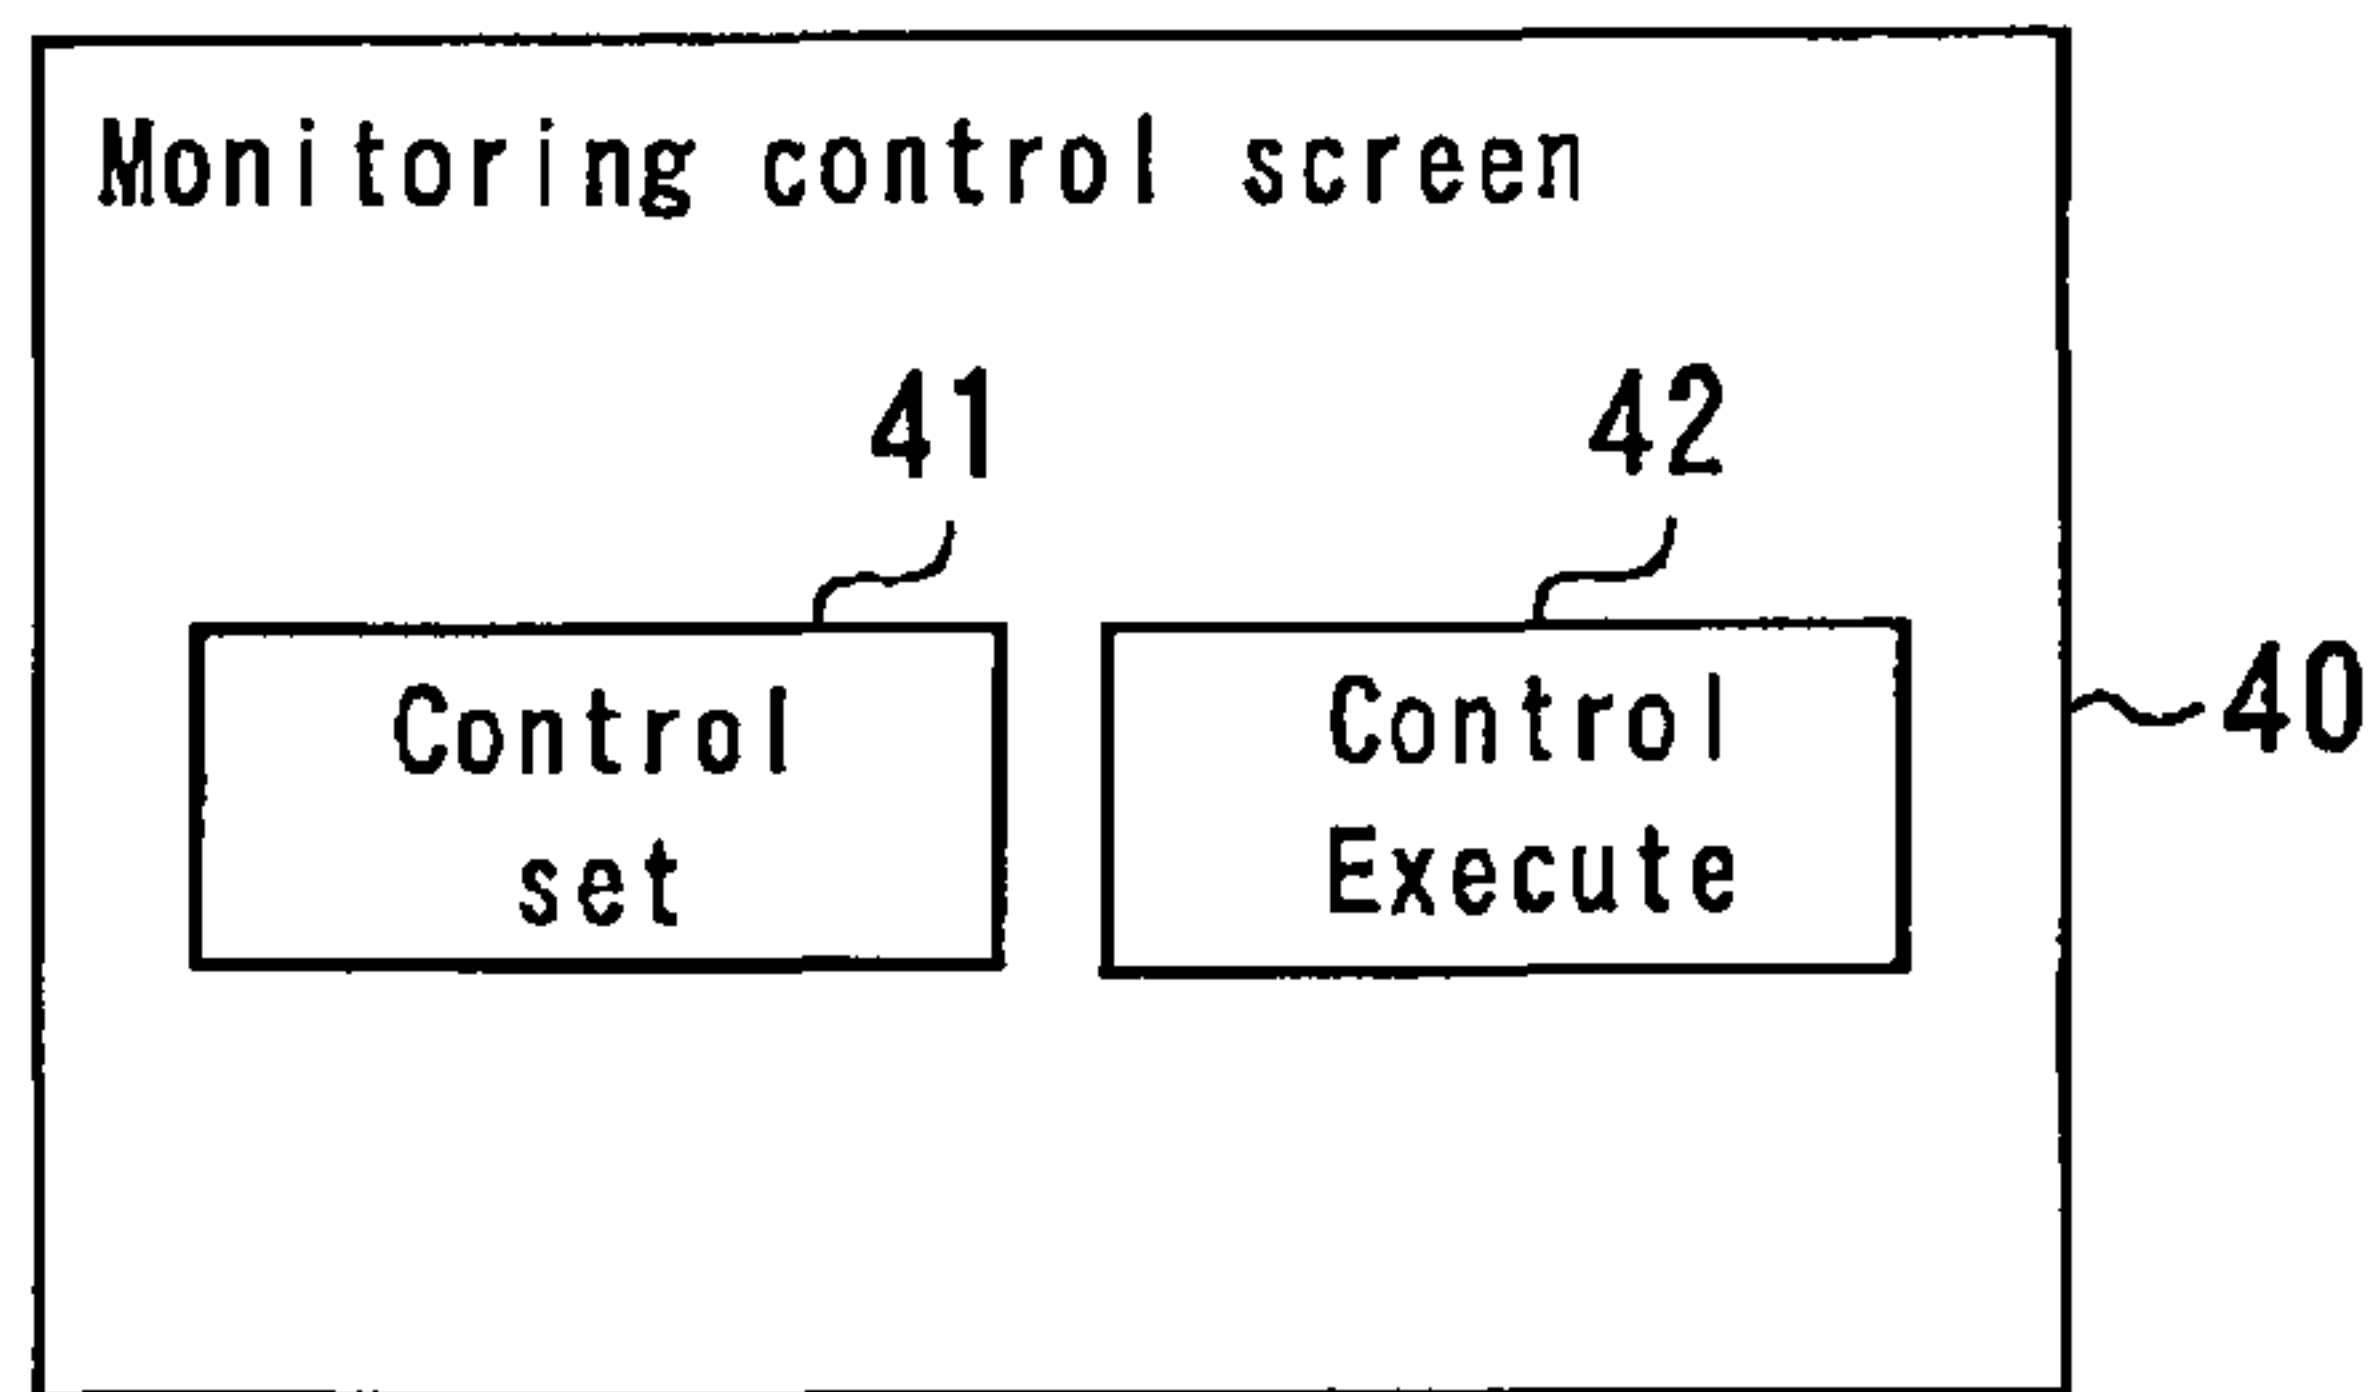 Monitoring control screen
41
42
Control
set
Control
Execute
40